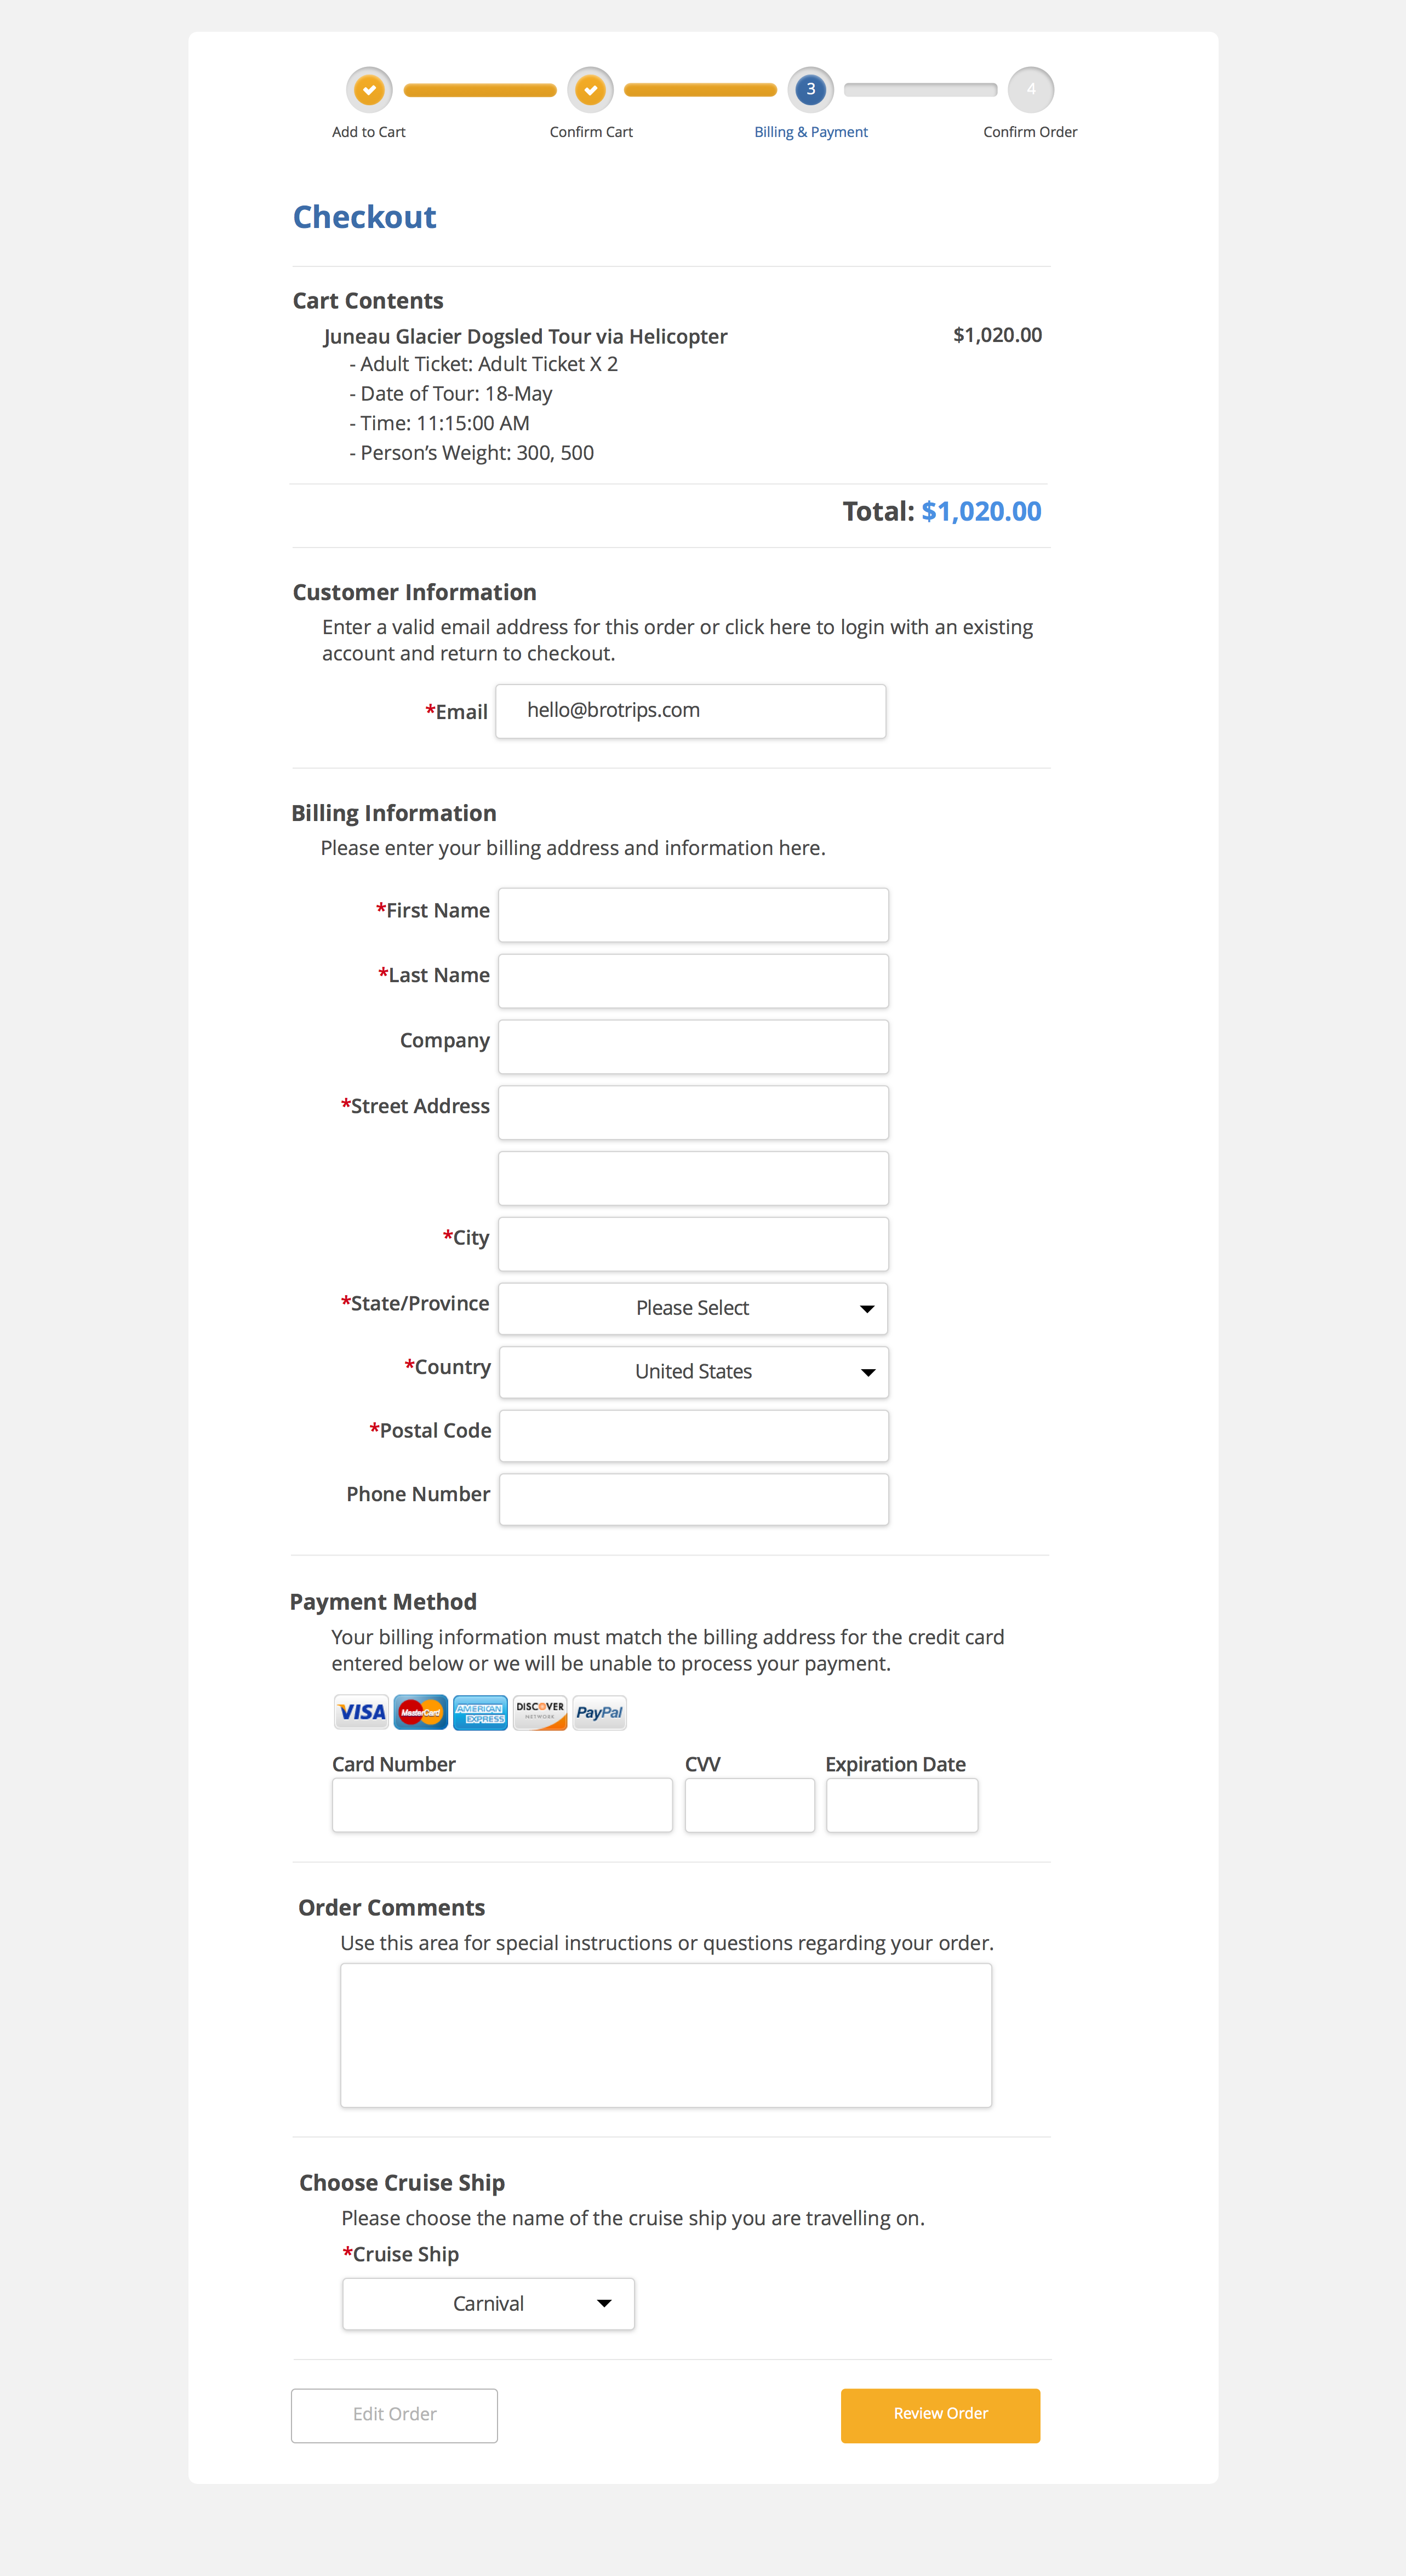 3
4
Add to Cart
Confirm Cart
Billing & Payment
Confirm Order
Checkout
Cart Contents
Juneau Glacier Dogsled Tour via Helicopter
$1,020.00
- Adult Ticket: Adult Ticket X 2
- Date of Tour: 18-May
- Time: 11:15:00 AM
- Person’s Weight: 300, 500
Total: $1,020.00
Customer Information
Enter a valid email address for this order or click here to login with an existing
account and return to checkout.
*Email
hello@brotrips.com
Billing Information
Please enter your billing address and information here.
*First Name
*Last Name
Company
*Street Address
*City
*State/Province
Please Select
*Country
United States
*Postal Code
Phone Number
Payment Method
Your billing information must match the billing address for the credit card
entered below or we will be unable to process your payment.
VISA
MasterCard
AMERICAN
EXPRESS
DISCOVER
NETWORK
PayPal
Card Number
CVV
Expiration Date
Order Comments
Use this area for special instructions or questions regarding your order.
Choose Cruise Ship
Please choose the name of the cruise ship you are travelling on.
*Cruise Ship
Carnival
Edit Order
Review Order